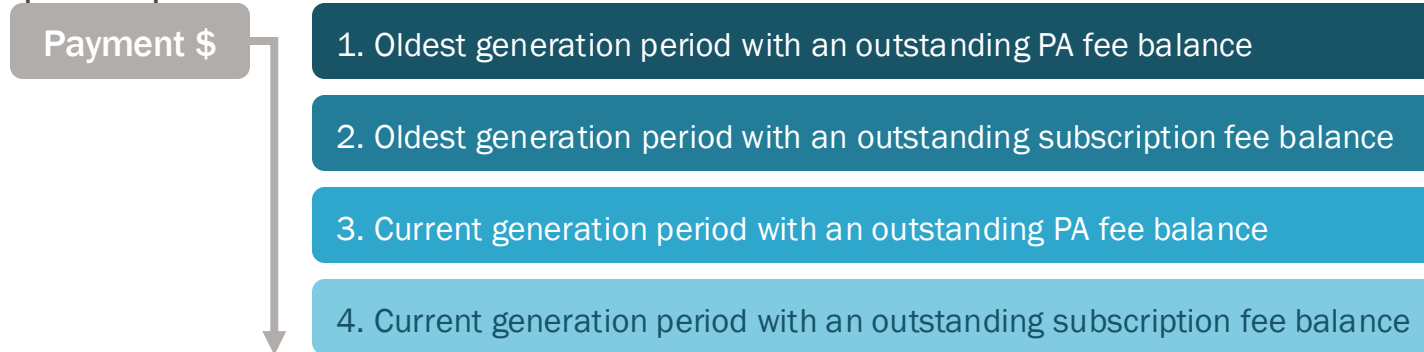 Payment $
1. Oldest generation period with an outstanding PA fee balance
2. Oldest generation period with an outstanding subscription fee balance
3. Current generation period with an outstanding PA fee balance
4. Current generation period with an outstanding subscription fee balance